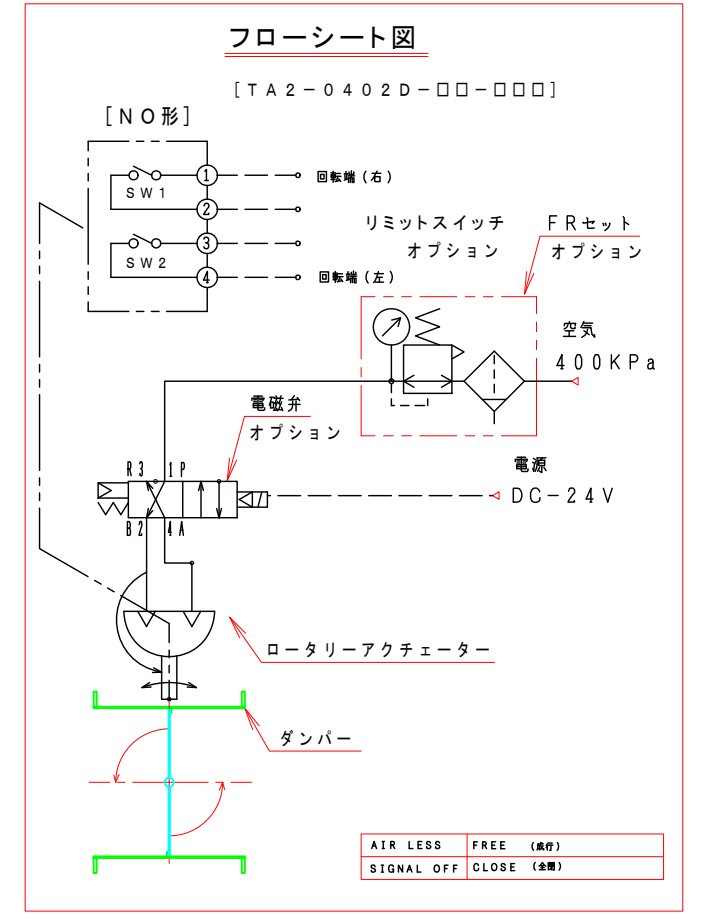 フローシート図
[TA2-0402D-□□-□□□]
[NO形]
1
SW1
2
3
SW2
4
回転端(右)
回転端(左)
リミットスイッチ
オプション
FRセット
オプション
空気
400KPa
電磁弁
オプション
R3
1P
B2
4A
電源
DC-24V
ロータリーアクチェーター
ダンパー
AIR LESS FREE (成行)
SIGNAL OFF CLOSE (全閉)